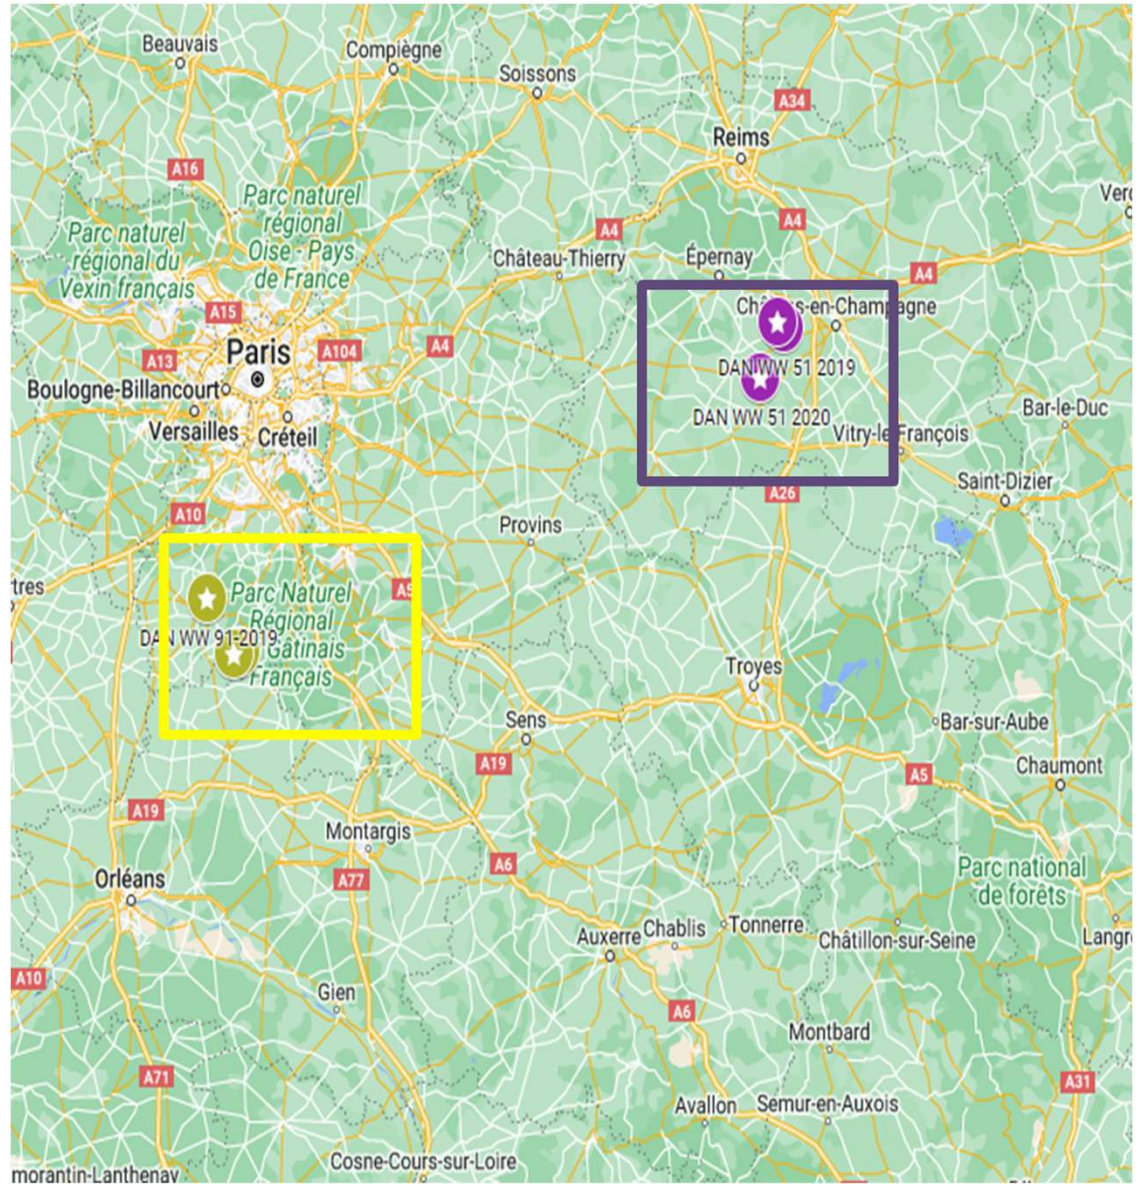 Beauvais
Compiègne
Soissons
A34
Reims
A16
Parc naturel
régional
Oise - Pays
de France
Parc naturel
régional du
Vexin français
A4
A4
Château-Thierry
Épernay
A4
A15
Paris
A13
A104
A4
Boulogne-Billancourt
Versailles
Créteil
s-en-Champagne
DAN WW 51 2019
DAN WW 51 2020
Vitry-le-François
Bar-le-Duc
Saint-Dizier
A26
A10
Provins
tres
Parc Naturel
Régional
Gâtinais
Français
DAN WW 91-2019
Troyes
Sens
Bar-sur-Aube
A19
A5
Chaumont
A19
Montargis
A6
A77
Orléans
Parc national
de forêts
Auxerre
Chablis
Tonnerre
Châtillon-sur-Seine
Langr
A10
Gien
A6
Montbard
A71
A31
Avallon
Semur-en-Auxois
Cosne-Cours-sur-Loire
morantin-Lanthenay